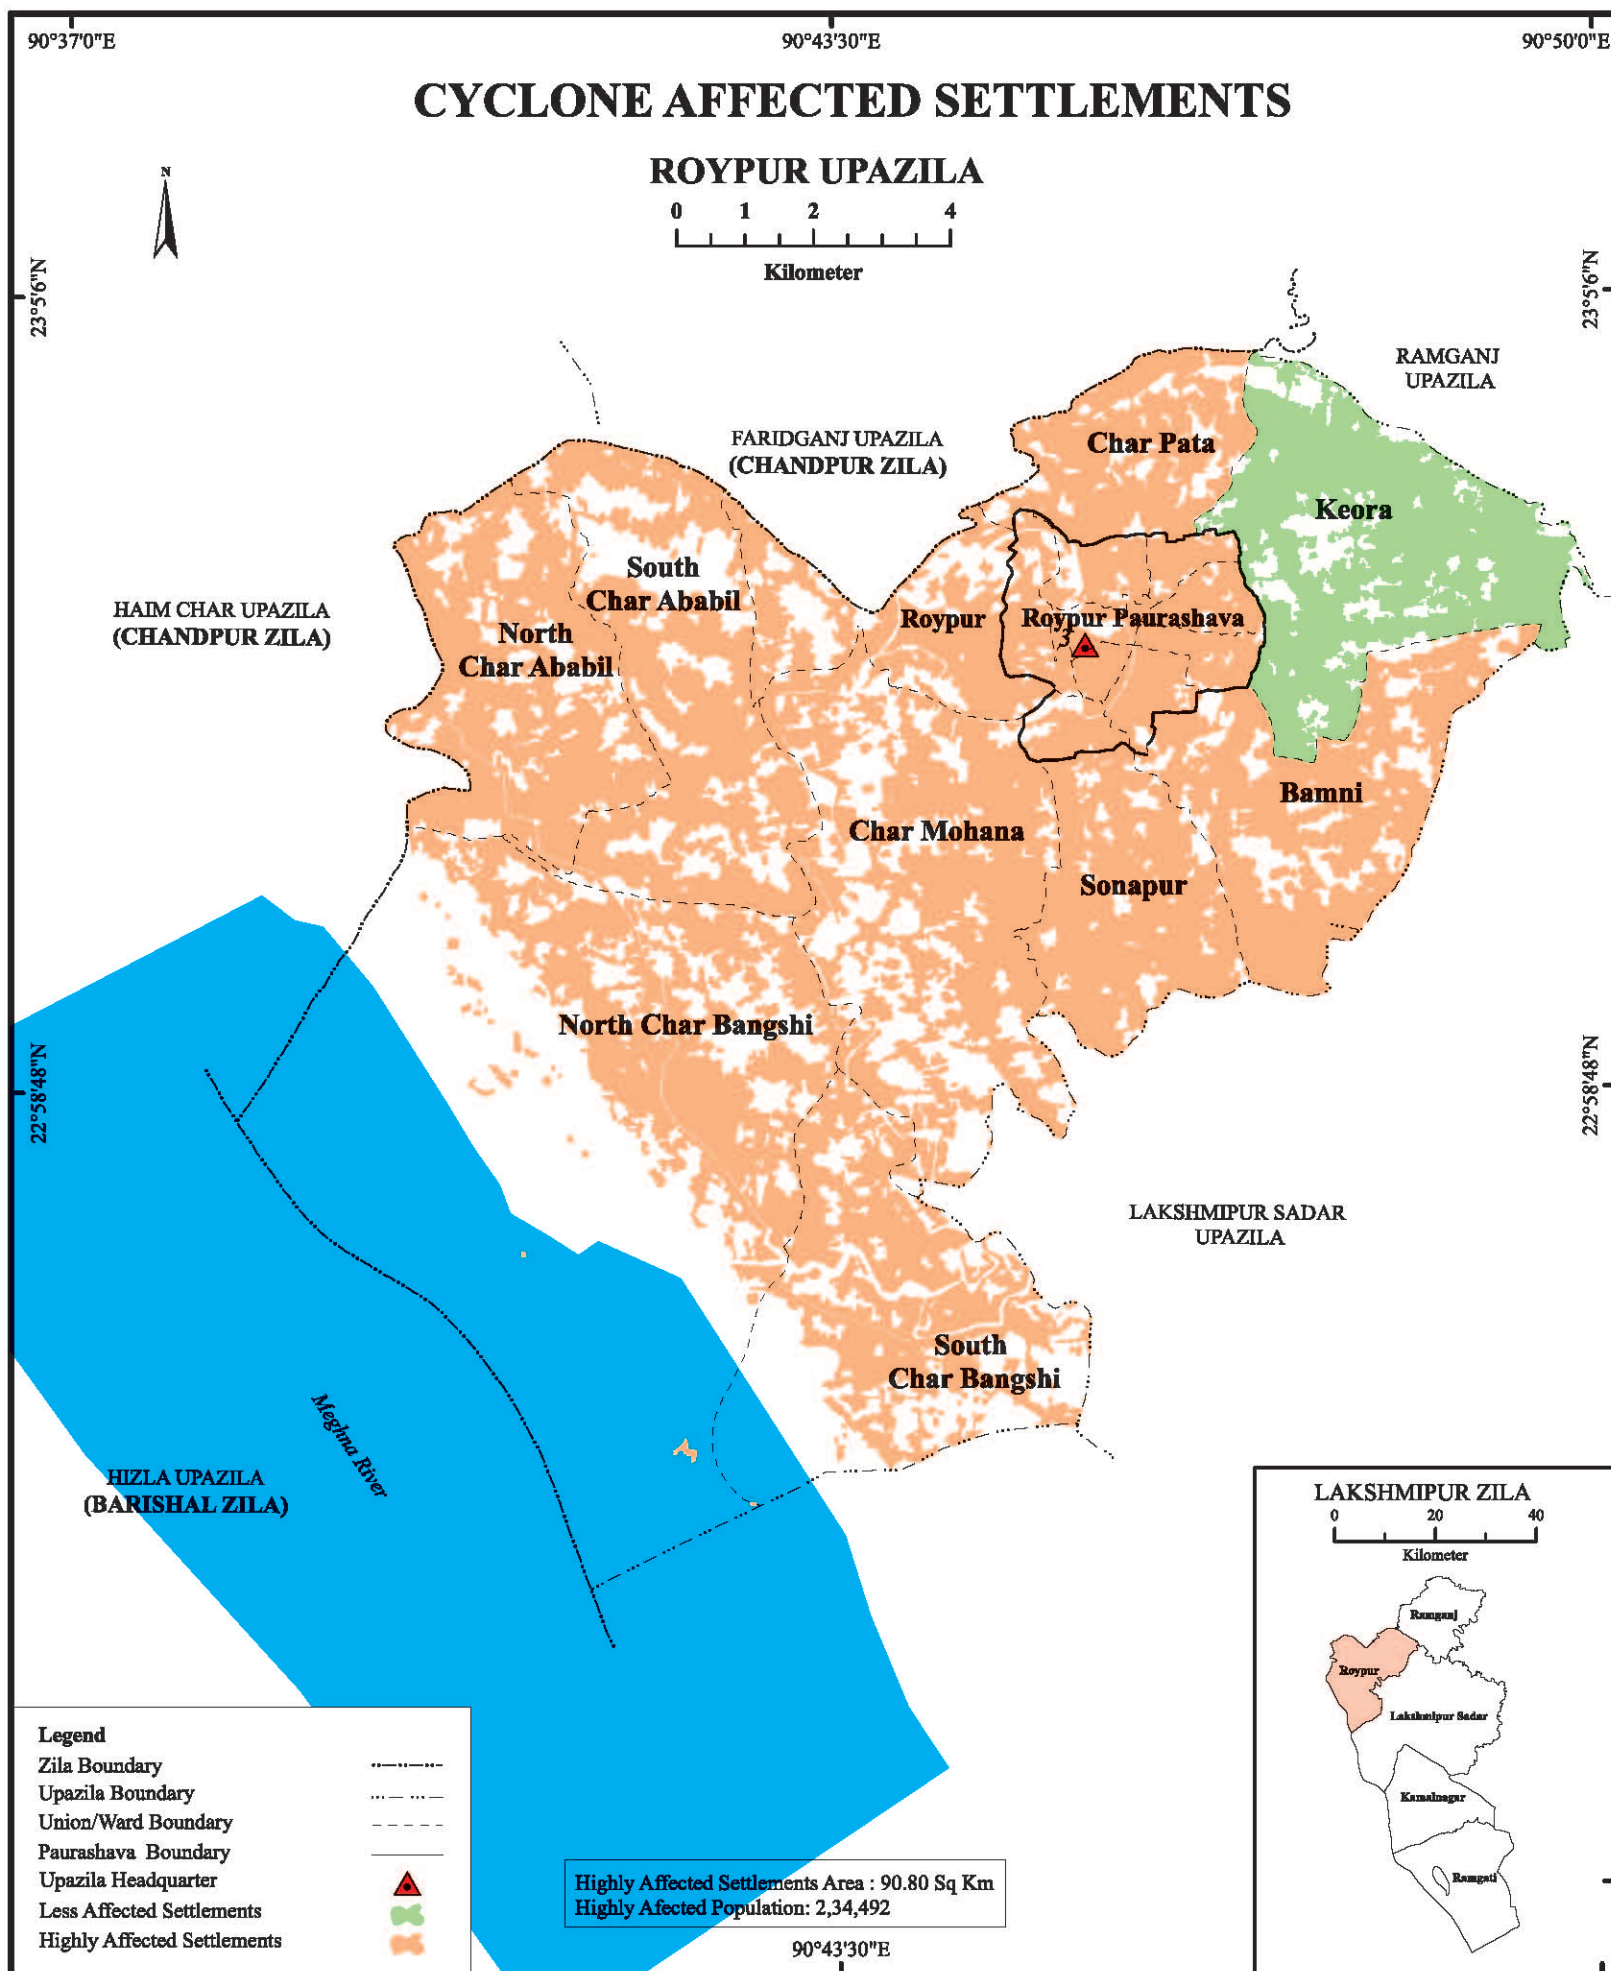 90°37'0"E
90°43'30"E
90°50'0"E
CYCLONE AFFECTED SETTLEMENTS
ROYPUR UPAZILA
N
0 1 2 4
Kilometer
23°5'6"N
23°5'6"N
RAMGANJ
UPAZILA
FARIDGANJ UPAZILA
(CHANDPUR ZILA)
Char Pata
Keora
South
Char Ababil
HAIM CHAR UPAZILA
(CHANDPUR ZILA)
North
Char Ababil
Roypur
Roypur Paurashava
3
Bamni
Char Mohana
Sonapur
North Char Bangshi
22°58'48"N
22°58'48"N
LAKSHMIPUR SADAR
UPAZILA
South
Char Bangshi
Meghna River
HIZLA UPAZILA
(BARISHAL ZILA)
LAKSHMIPUR ZILA
0 20 40
Kilometer
Ramganj
Roypur
Lakshmipur Sadar
Kamalnagar
Ramgati
Legend
Zila Boundary
Upazila Boundary
Union/Ward Boundary
Paurashava Boundary
Upazila Headquarter
Less Affected Settlements
Highly Affected Settlements
Highly Affected Settlements Area : 90.80 Sq Km
Highly Afected Population: 2,34,492
90°43'30"E